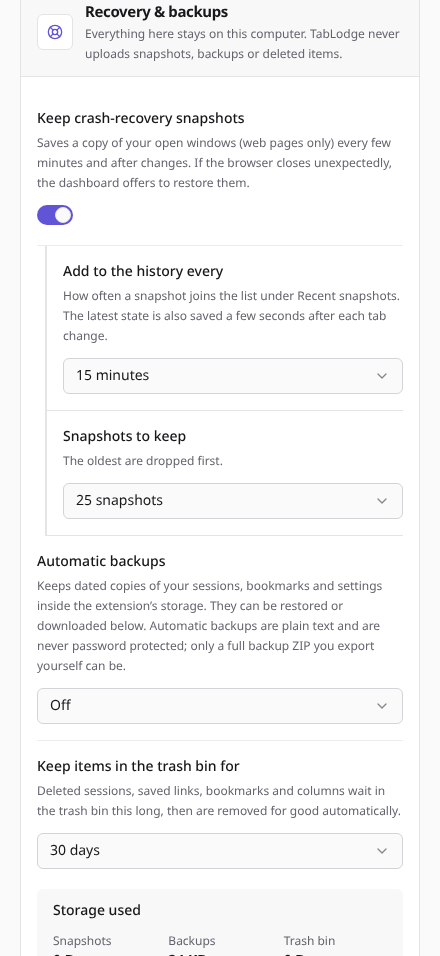 Recovery & backups
Everything here stays on this computer. TabLodge never
uploads snapshots, backups or deleted items.
Keep crash-recovery snapshots
Saves a copy of your open windows (web pages only) every few
minutes and after changes. If the browser closes unexpectedly,
the dashboard offers to restore them.
Add to the history every
How often a snapshot joins the list under Recent snapshots.
The latest state is also saved a few seconds after each tab
change.
15 minutes
Snapshots to keep
The oldest are dropped first.
25 snapshots
Automatic backups
Keeps dated copies of your sessions, bookmarks and settings
inside the extension’s storage. They can be restored or
downloaded below. Automatic backups are plain text and are
never password protected; only a full backup ZIP you export
yourself can be.
Off
Keep items in the trash bin for
Deleted sessions, saved links, bookmarks and columns wait in
the trash bin this long, then are removed for good automatically.
30 days
Storage used
Snapshots Backups Trash bin